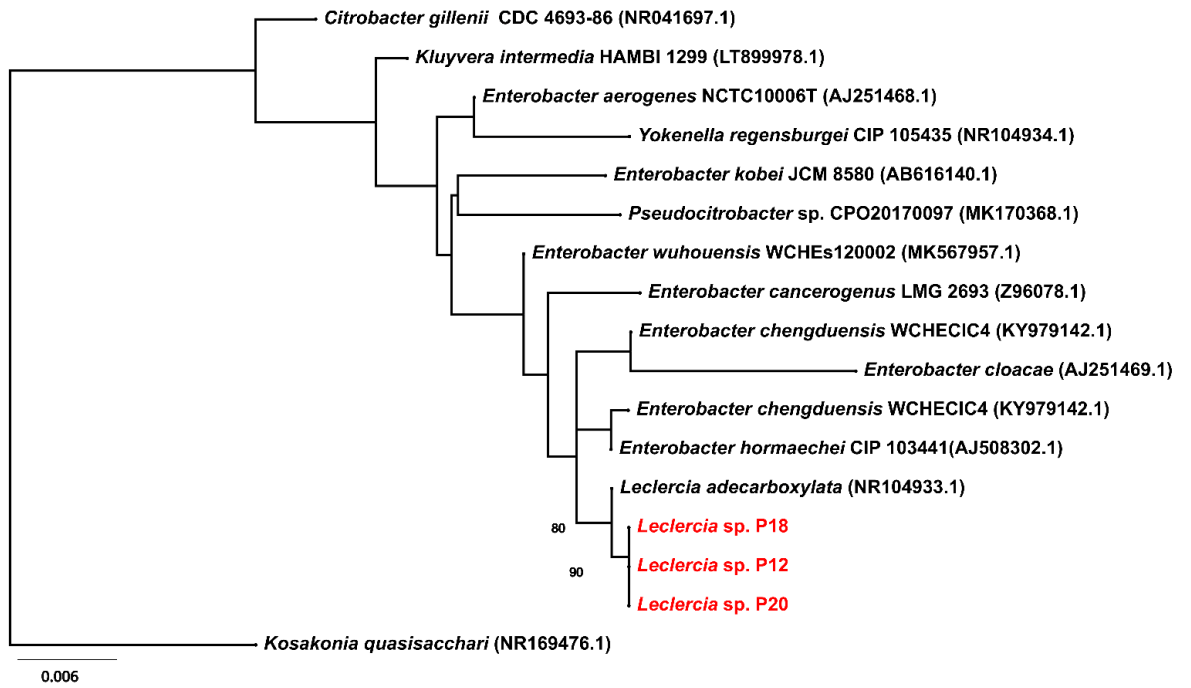 Citrobacter gillenii CDC 4693-86 (NR041697.1)
Kluyvera intermedia HAMBI 1299 (LT899978.1)
Enterobacter aerogenes NCTC10006T (AJ251468.1)
Yokenella regensburgei CIP 105435 (NR104934.1)
Enterobacter kobei JCM 8580 (AB616140.1)
Pseudocitrobacter sp. CPO20170097 (MK170368.1)
Enterobacter wuhouensis WCHEs120002 (MK567957.1)
Enterobacter cancerogenus LMG 2693 (Z96078.1)
Enterobacter chengduensis WCHECIC4 (KY979142.1)
Enterobacter cloacae (AJ251469.1)
Enterobacter chengduensis WCHECIC4 (KY979142.1)
Enterobacter hormaechei CIP 103441(AJ508302.1)
Leclercia adecarboxylata (NR104933.1)
80
Leclercia sp. P18
90
Leclercia sp. P12
Leclercia sp. P20
Kosakonia quasisacchari (NR169476.1)
0.006